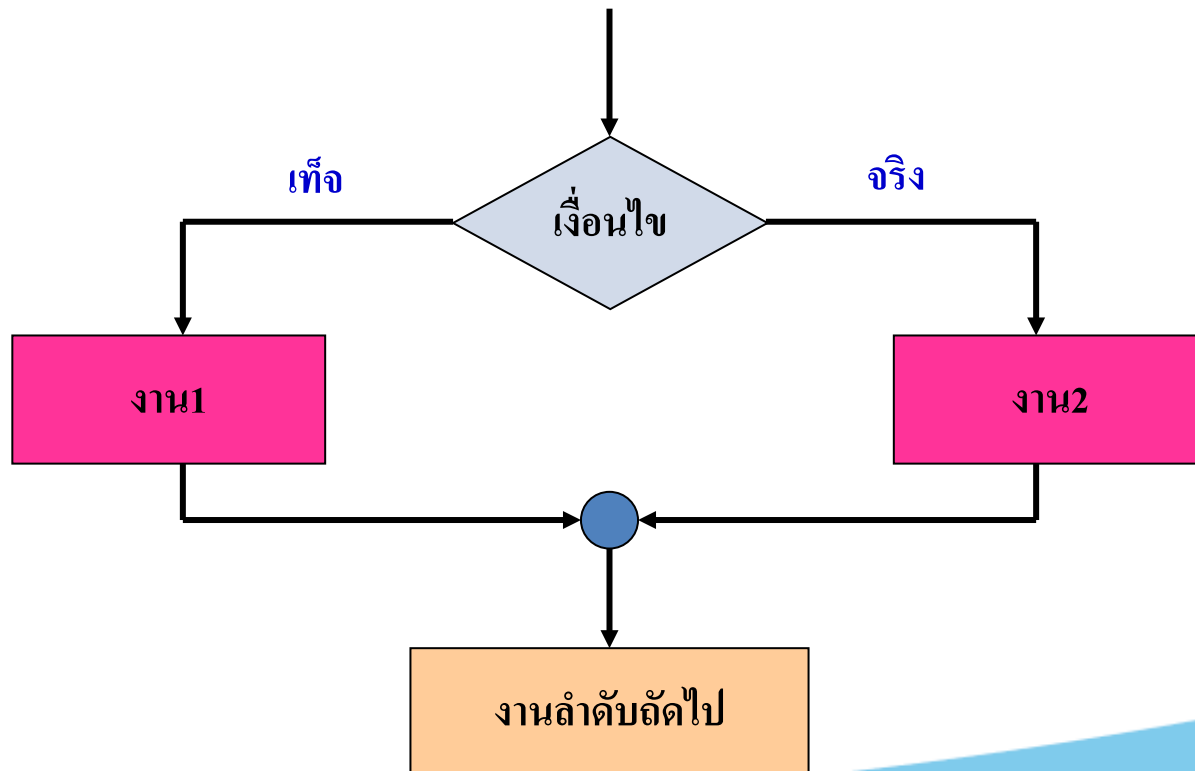 เท็จ
จริง
เงื่อนไข
งาน1
งาน2
งานลำดับถัดไป